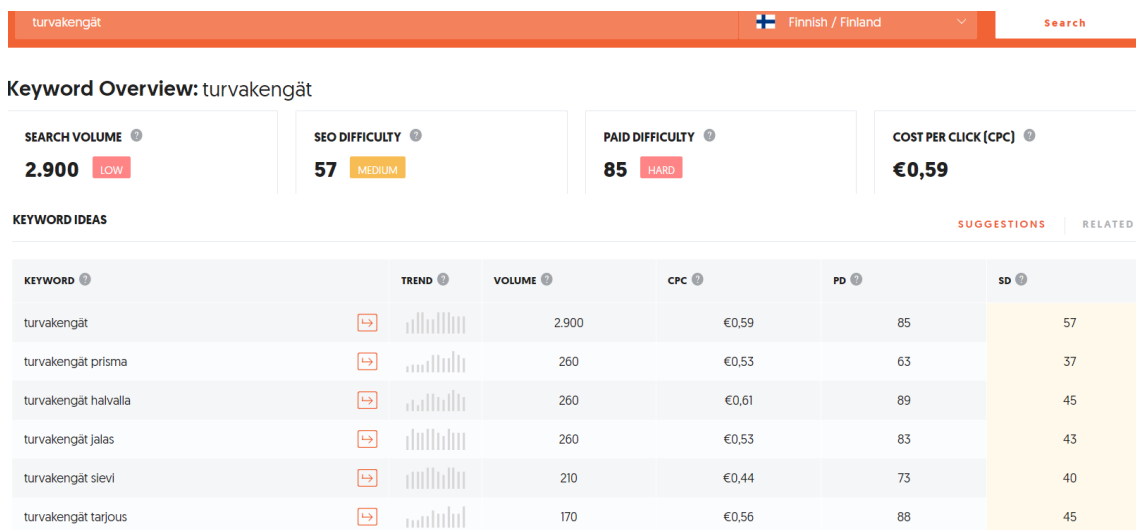 turvakengät Finnish / Finland Search
Keyword Overview: turvakengät
SEARCH VOLUME ? SEO DIFFICULTY ? PAID DIFFICULTY ? COST PER CLICK (CPC) ?
2.900 LOW 57 MEDIUM 85 HARD €0,59
KEYWORD IDEAS SUGGESTIONS RELATED
KEYWORD ? TREND ? VOLUME ? CPC ? PD ? SD ?
turvakengät 2.900 €0,59 85 57
turvakengät prisma 260 €0,53 63 37
turvakengät halvalla 260 €0,61 89 45
turvakengät jalas 260 €0,53 83 43
turvakengät sievi 210 €0,44 73 40
turvakengät tarjous 170 €0,56 88 45